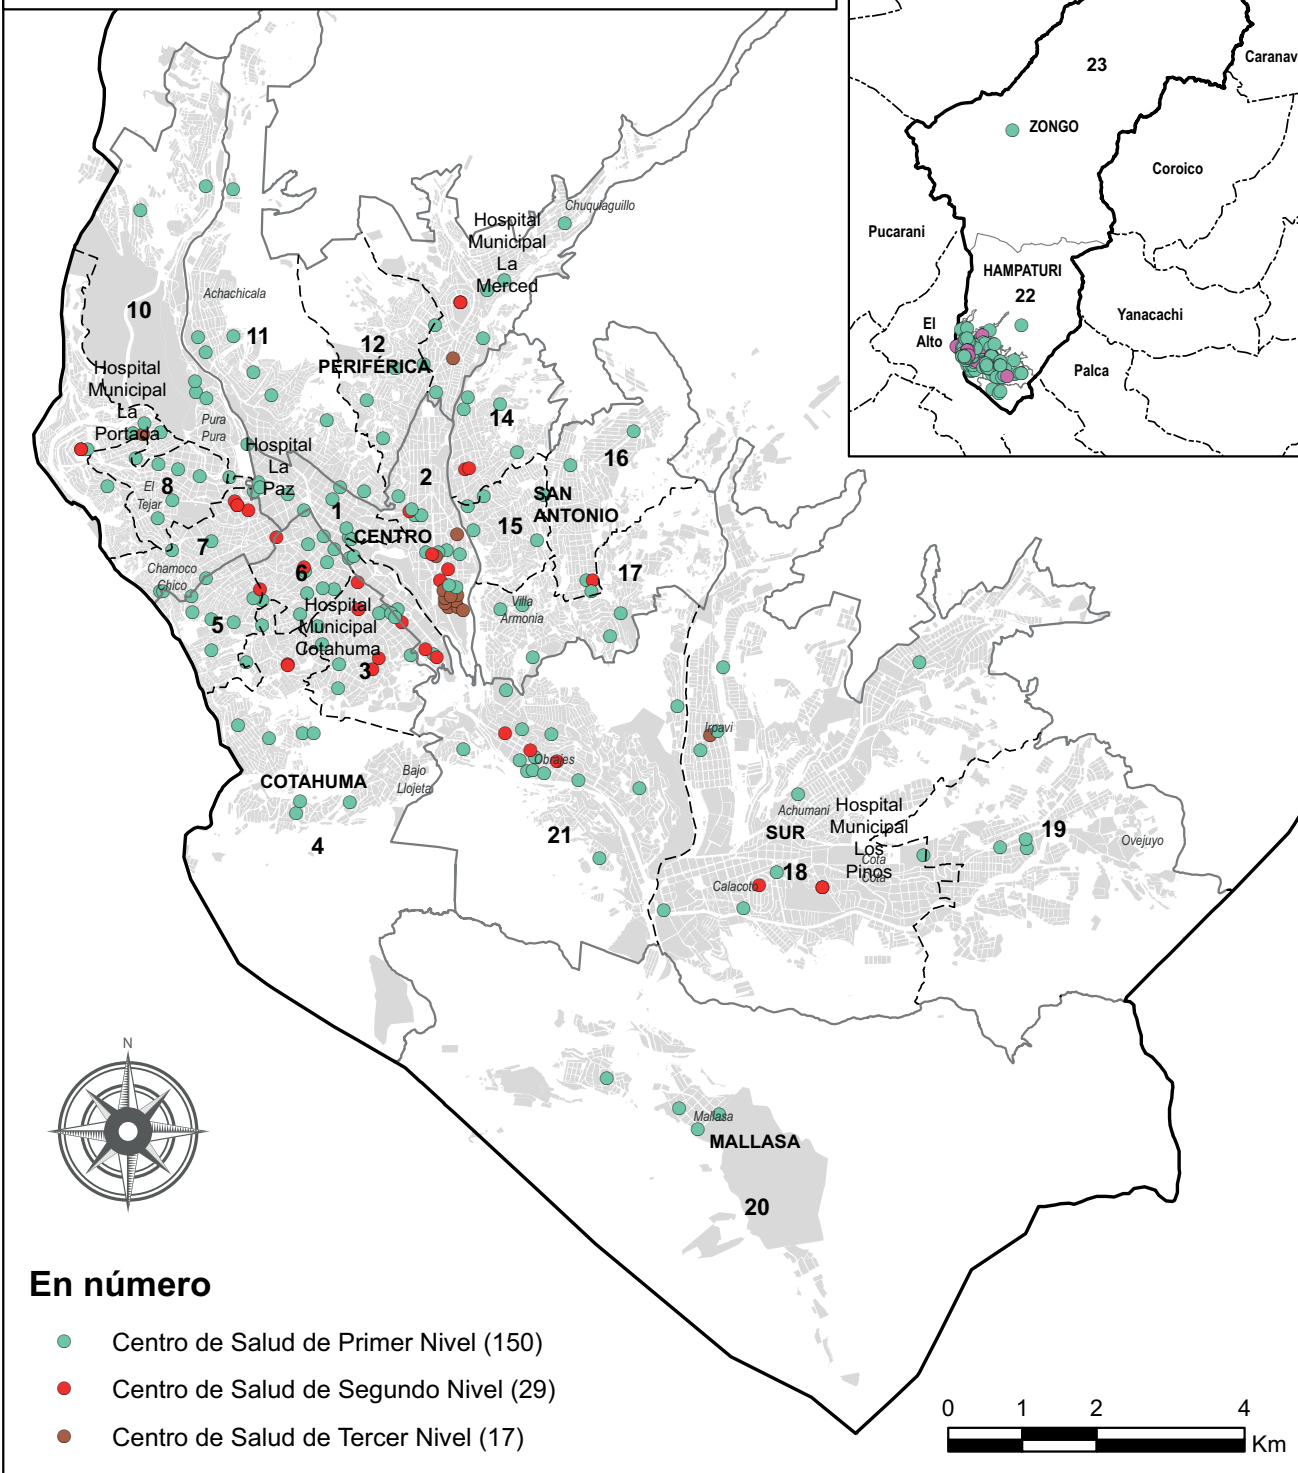 23
Caranav
ZONGO
Coroico
Pucarani
HAMPATURI
22
Yanacachi
El
Alto
Palca
Chuquiaguillo
Hospital
Municipal
La
Merced
Achachicala
10
11
12
PERIFÉRICA
Hospital
Municipal
La
Portada
Pura
Pura
14
Hospital
La
Paz
16
2
8
El
Tejar
SAN
ANTONIO
1
CENTRO
15
7
Chamoco
Chico
6
17
Hospital
Municipal
Cotahuma
Villa
Armonia
5
3
Irpavi
Obrajes
COTAHUMA
Bajo
Llojeta
4
21
Achumani
SUR
Hospital
Municipal
Los
Pinos
Cota
Cota
19
Ovejuyo
18
Calacoto
N
Mallasa
MALLASA
20
En número
Centro de Salud de Primer Nivel (150)
Centro de Salud de Segundo Nivel (29)
Centro de Salud de Tercer Nivel (17)
0 1 2 4
Km